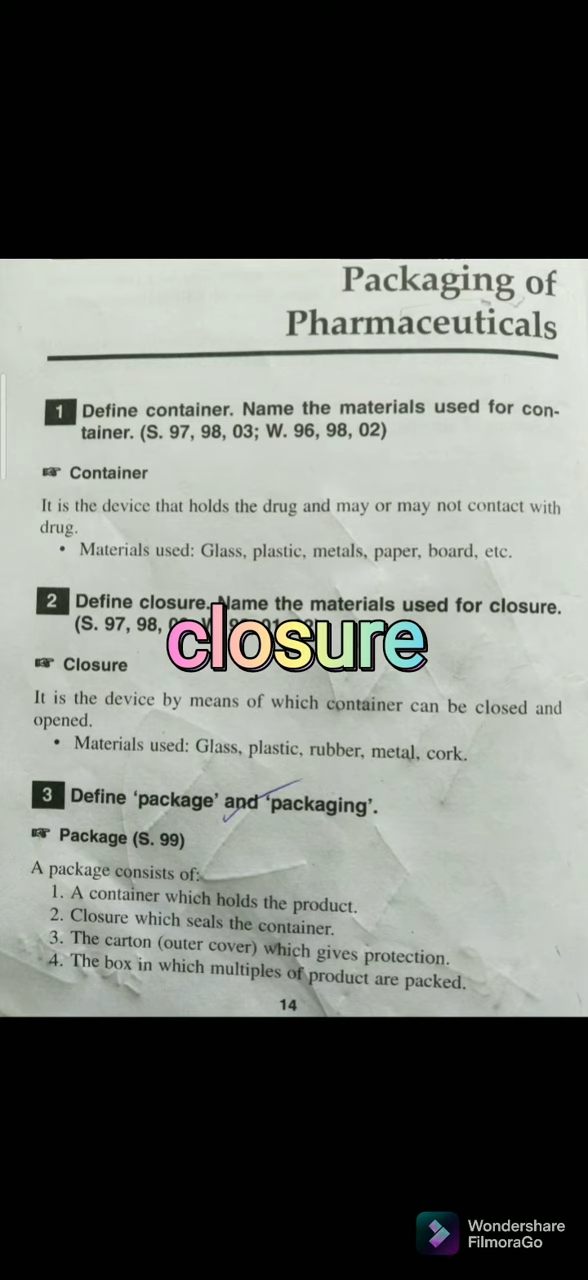 Packaging of
Pharmaceuticals
1 Define container. Name the materials used for con-
tainer. (S. 97, 98, 03; W. 96, 98, 02)
☞ Container
It is the device that holds the drug and may or may not contact with
drug.
• Materials used: Glass, plastic, metals, paper, board, etc.
2 Define closure. Name the materials used for closure.
(S. 97, 98,
closure
☞ Closure
It is the device by means of which container can be closed and
opened.
• Materials used: Glass, plastic, rubber, metal, cork.
3 Define ‘package’ and ‘packaging’.
☞ Package (S. 99)
A package consists of:
1. A container which holds the product.
2. Closure which seals the container.
3. The carton (outer cover) which gives protection.
4. The box in which multiples of product are packed.
14
Wondershare
FilmoraGo